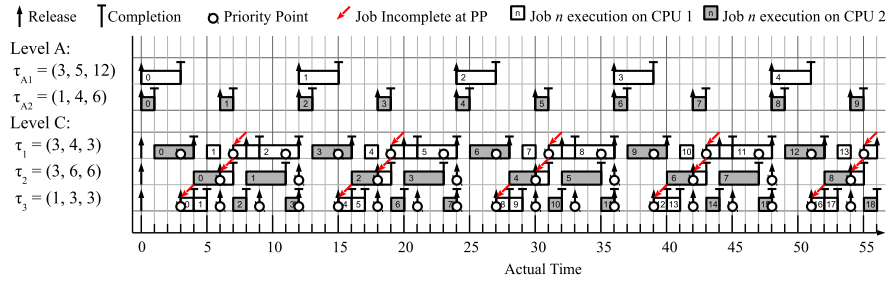 Release Completion Priority Point Job Incomplete at PP n Job n execution on CPU 1 n Job n execution on CPU 2
Level A:
τA1 = (3, 5, 12) 0 1 2 3 4
τA2 = (1, 4, 6) 0 1 2 3 4 5 6 7 8 9
Level C:
τ1 = (3, 4, 3) 0 1 2 3 4 5 6 7 8 9 10 11 12 13
τ2 = (3, 6, 6) 0 1 2 3 4 5 6 7 8
τ3 = (1, 3, 3) 0 1 2 3 4 5 6 7 8 9 10 11 12 13 14 15 16 17 18
0 5 10 15 20 25 30 35 40 45 50 55
Actual Time